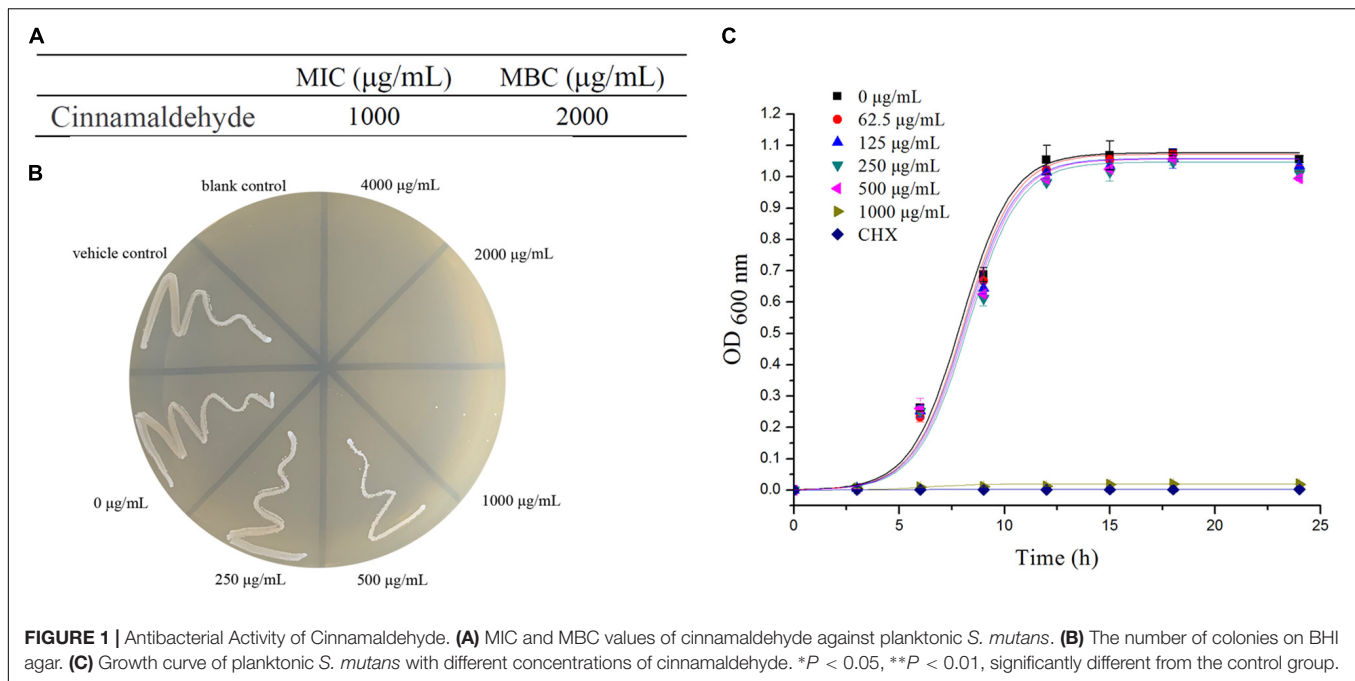 A
MIC (μg/mL) MBC (μg/mL)
Cinnamaldehyde 1000 2000
B
blank control
4000 μg/mL
vehicle control
2000 μg/mL
0 μg/mL
1000 μg/mL
250 μg/mL
500 μg/mL
C
0 μg/mL
62.5 μg/mL
125 μg/mL
250 μg/mL
500 μg/mL
1000 μg/mL
CHX
1.2
1.1
1.0
0.9
0.8
0.7
0.6
0.5
0.4
0.3
0.2
0.1
0.0
OD 600 nm
0 5 10 15 20 25
Time (h)
FIGURE 1 | Antibacterial Activity of Cinnamaldehyde. (A) MIC and MBC values of cinnamaldehyde against planktonic S. mutans. (B) The number of colonies on BHI
agar. (C) Growth curve of planktonic S. mutans with different concentrations of cinnamaldehyde. *P < 0.05, **P < 0.01, significantly different from the control group.